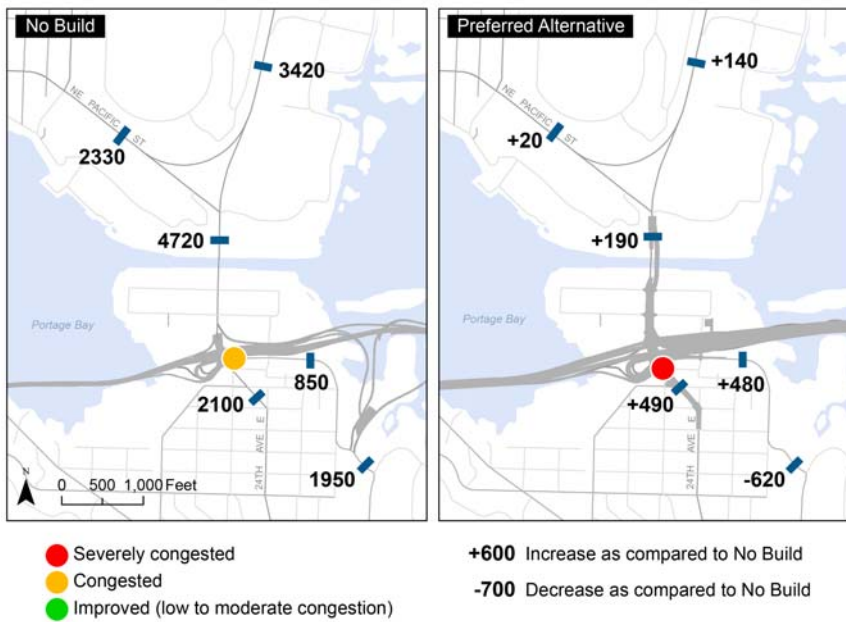 No Build
3420
NE PACIFIC ST
2330
4720
Portage Bay
850
2100
24TH AVE E
1950
N
0 500 1,000 Feet
Preferred Alternative
+140
NE PACIFIC ST
+20
+190
Portage Bay
+480
+490
24TH AVE E
-620
Severely congested
Congested
Improved (low to moderate congestion)
+600 Increase as compared to No Build
-700 Decrease as compared to No Build